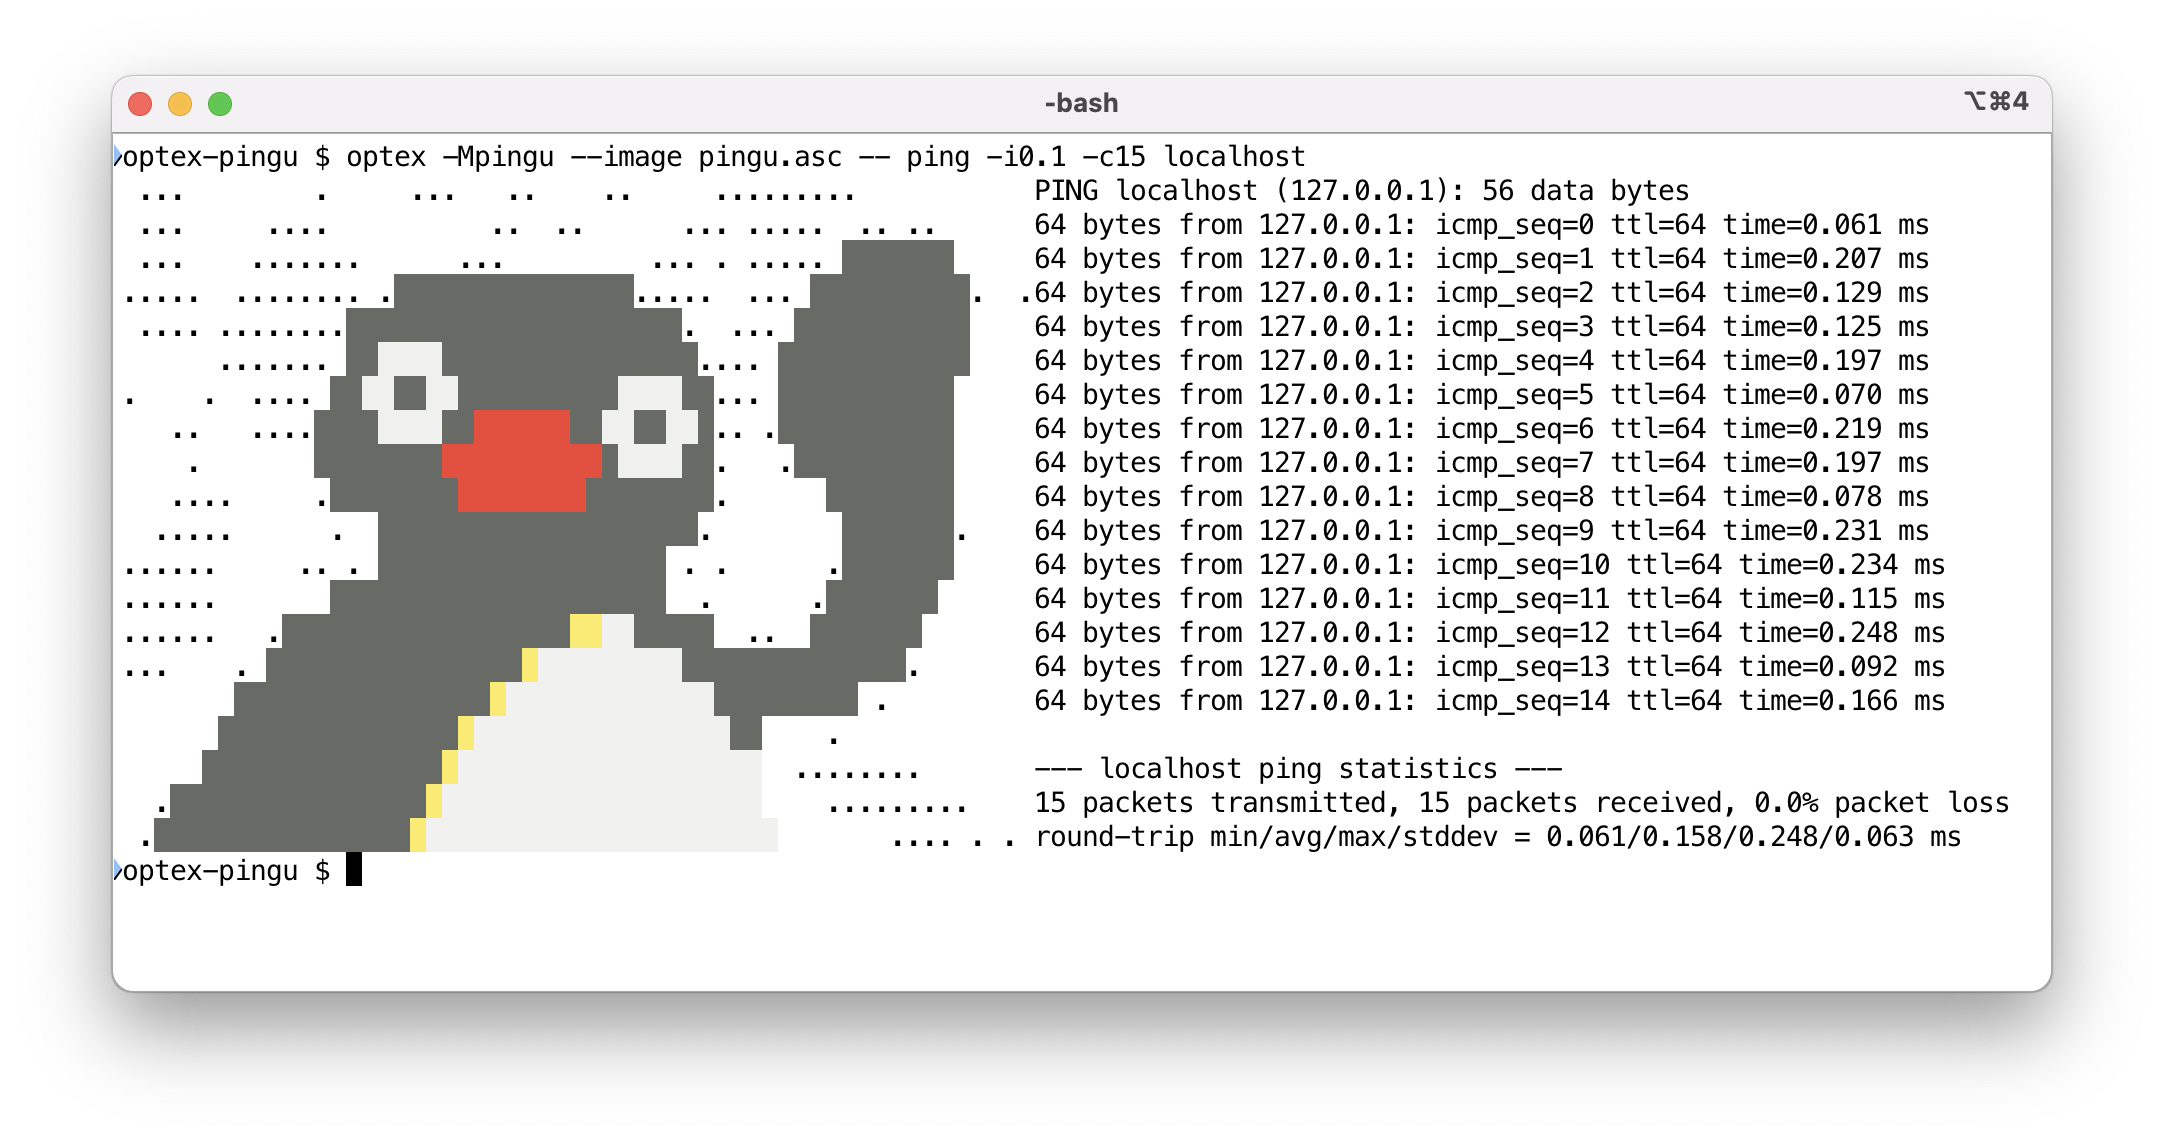 -bash
⌥⌘4
optex-pingu $ optex -Mpingu --image pingu.asc -- ping -i0.1 -c15 localhost
PING localhost (127.0.0.1): 56 data bytes
64 bytes from 127.0.0.1: icmp_seq=0 ttl=64 time=0.061 ms
64 bytes from 127.0.0.1: icmp_seq=1 ttl=64 time=0.207 ms
64 bytes from 127.0.0.1: icmp_seq=2 ttl=64 time=0.129 ms
64 bytes from 127.0.0.1: icmp_seq=3 ttl=64 time=0.125 ms
64 bytes from 127.0.0.1: icmp_seq=4 ttl=64 time=0.197 ms
64 bytes from 127.0.0.1: icmp_seq=5 ttl=64 time=0.070 ms
64 bytes from 127.0.0.1: icmp_seq=6 ttl=64 time=0.219 ms
64 bytes from 127.0.0.1: icmp_seq=7 ttl=64 time=0.197 ms
64 bytes from 127.0.0.1: icmp_seq=8 ttl=64 time=0.078 ms
64 bytes from 127.0.0.1: icmp_seq=9 ttl=64 time=0.231 ms
64 bytes from 127.0.0.1: icmp_seq=10 ttl=64 time=0.234 ms
64 bytes from 127.0.0.1: icmp_seq=11 ttl=64 time=0.115 ms
64 bytes from 127.0.0.1: icmp_seq=12 ttl=64 time=0.248 ms
64 bytes from 127.0.0.1: icmp_seq=13 ttl=64 time=0.092 ms
64 bytes from 127.0.0.1: icmp_seq=14 ttl=64 time=0.166 ms
--- localhost ping statistics ---
15 packets transmitted, 15 packets received, 0.0% packet loss
round-trip min/avg/max/stddev = 0.061/0.158/0.248/0.063 ms
optex-pingu $